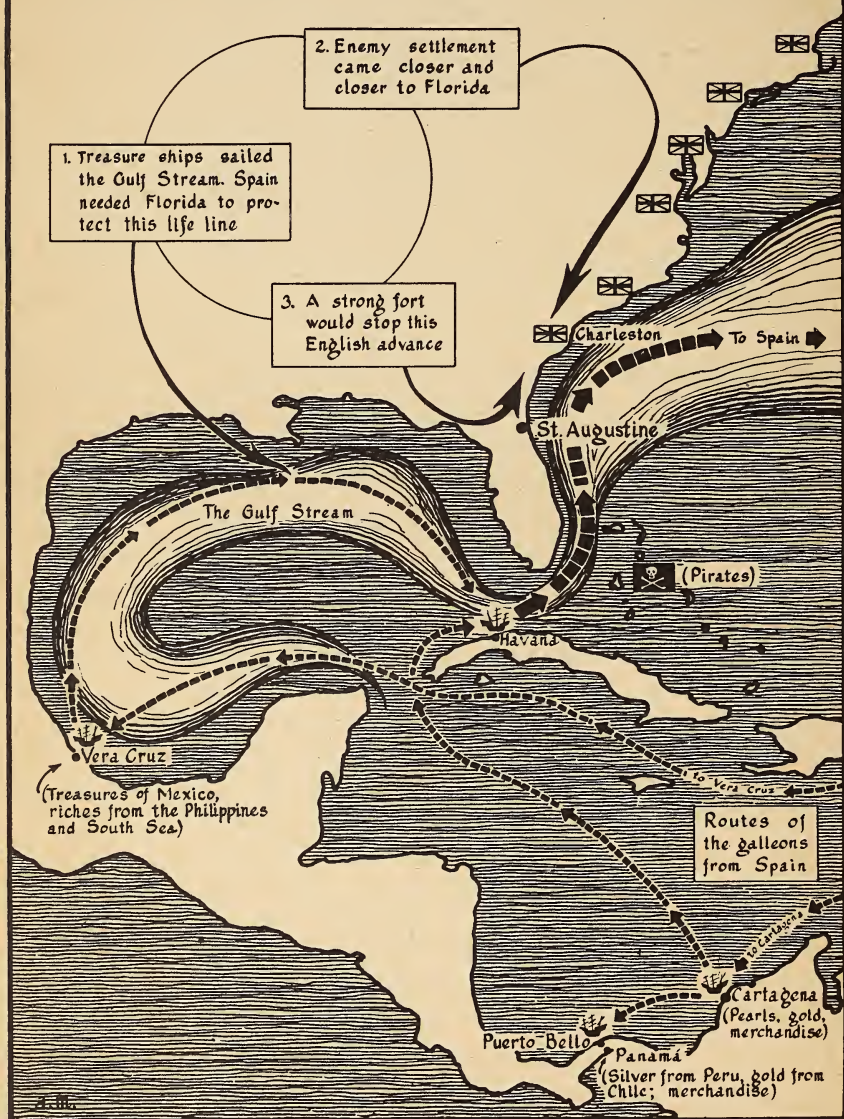 2. Enemy settlement
came closer and
closer to Florida
1. Treasure ships sailed
the Gulf Stream. Spain
needed Florida to pro-
tect this life line
3. A strong fort
would stop this
English advance
Charleston
To Spain
St. Augustine
The Gulf Stream
(Pirates)
Havana
Vera Cruz
(Treasures of Mexico,
riches from the Philippines
and South Sea)
to Vera Cruz
Routes of
the galleons
from Spain
to Cartagena
Cartagena
(Pearls, gold,
merchandise)
Puerto Bello
Panamá
(Silver from Peru, gold from
Chile; merchandise)
A.M.